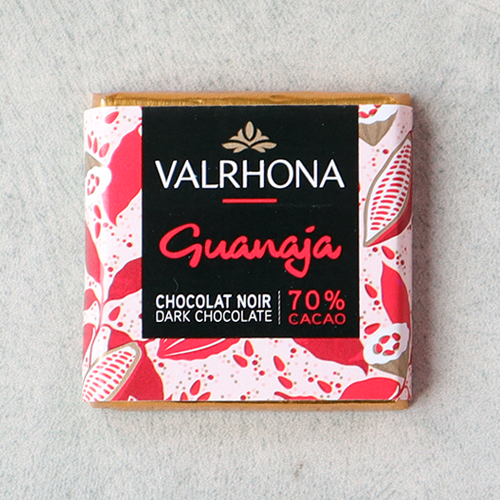 VALRHONA
Guanaja
CHOCOLAT NOIR
DARK CHOCOLATE
70%
CACAO